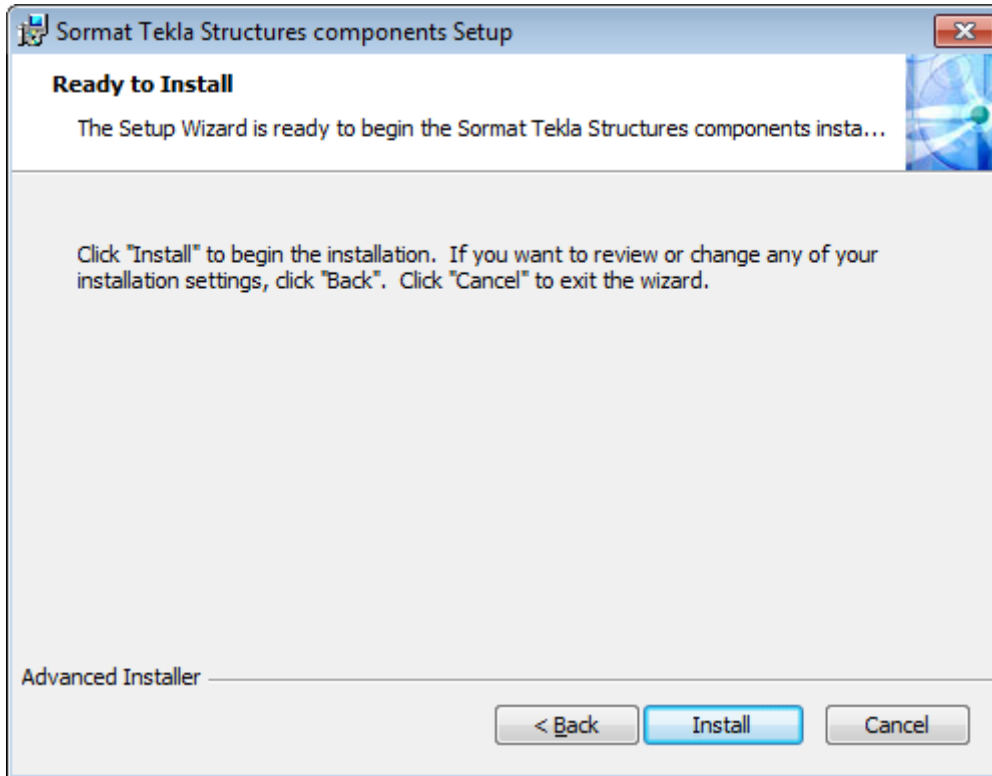 Sormat Tekla Structures components Setup
Ready to Install
The Setup Wizard is ready to begin the Sormat Tekla Structures components insta...
Click "Install" to begin the installation.  If you want to review or change any of your
installation settings, click "Back".  Click "Cancel" to exit the wizard.
Advanced Installer
< Back
Install
Cancel